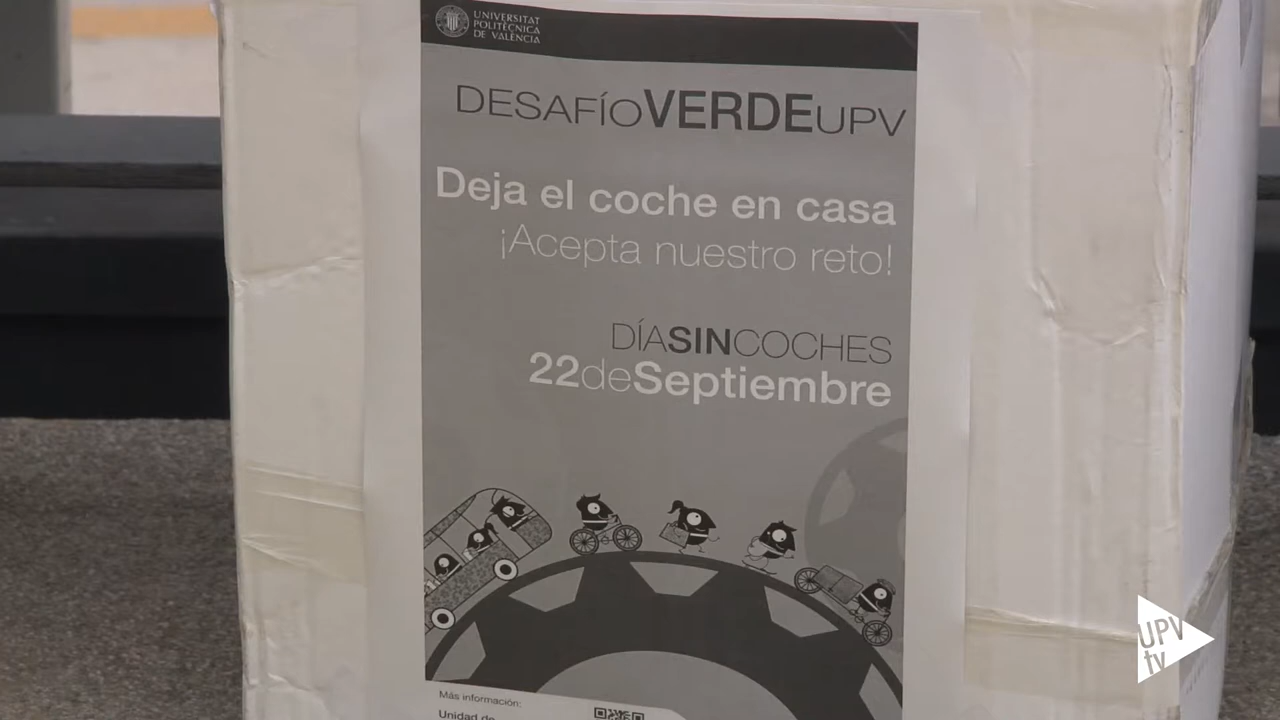 UNIVERSITAT
POLITÈCNICA
DE VALÈNCIA
DESAFÍOVERDEUPV
Deja el coche en casa
¡Acepta nuestro reto!
DÍASINCOCHES
22deSeptiembre
Más información:
Unidad de
UPV
tv